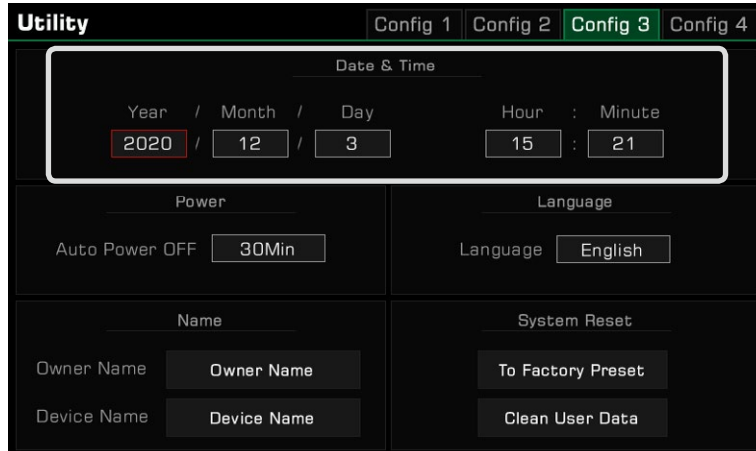 Utility Config 1 Config 2 Config 3 Config 4
Date & Time
Year / Month / Day Hour : Minute
2020 / 12 / 3 15 : 21
Power
Auto Power OFF 30Min
Language
Language English
Name
Owner Name Owner Name
Device Name Device Name
System Reset
To Factory Preset
Clean User Data